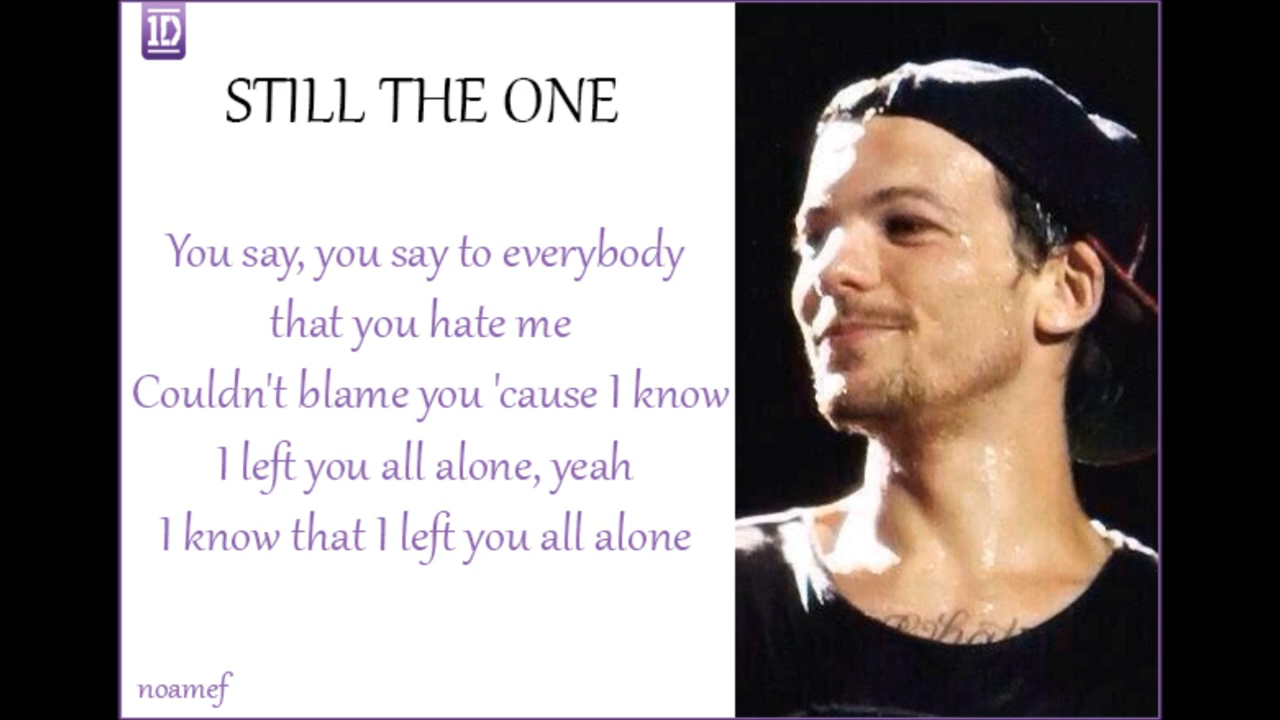 1D
STILL THE ONE
You say, you say to everybody
that you hate me
Couldn't blame you 'cause I know
I left you all alone, yeah
I know that I left you all alone
noamef